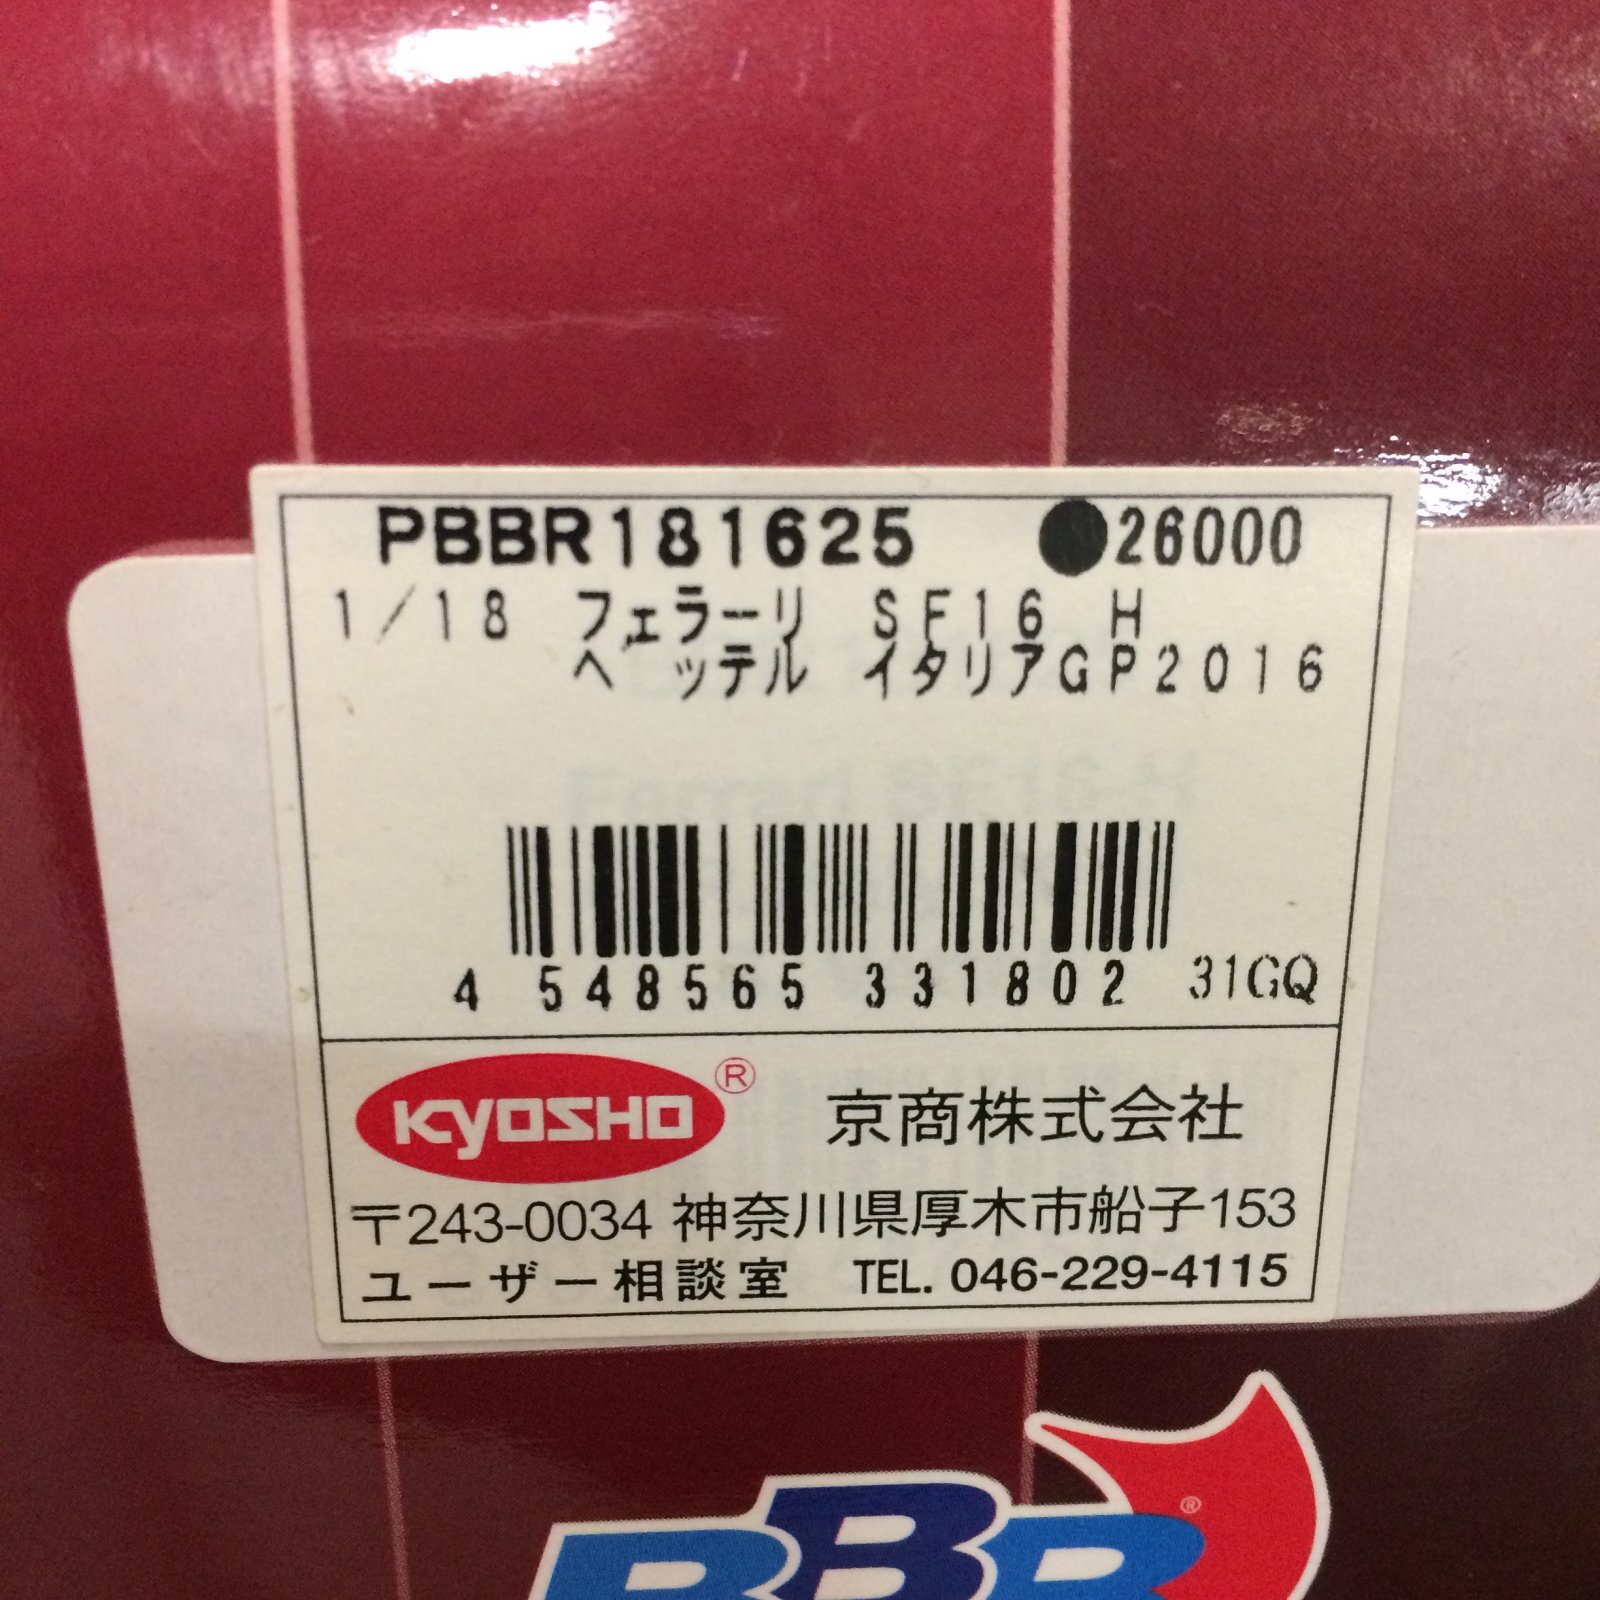 PBBR181625 ●26000
1/18 フェラーリ SF16 H
ベッテル イタリアGP2016
4 548565 331802 31GQ
KYOSHO® 京商株式会社
〒243-0034 神奈川県厚木市船子153
ユーザー相談室 TEL. 046-229-4115
BBR®